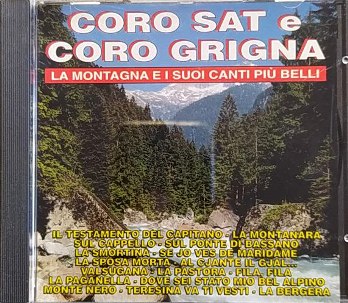 CORO SAT e
CORO GRIGNA
LA MONTAGNA E I SUOI CANTI PIÙ BELLI
IL TESTAMENTO DEL CAPITANO - LA MONTANARA
SUL CAPPELLO - SUL PONTE DI BASSANO
LA SMORTINA - SE JO VES DE MARIDAME
LA SPOSA MORTA - AL CJANTE IL GJAL
VALSUGANA - LA PASTORA - FILA, FILA
LA PAGANELLA - DOVE SEI STATO MIO BEL ALPINO
MONTE NERO - TERESINA VA TI VESTI - LA BERGERA